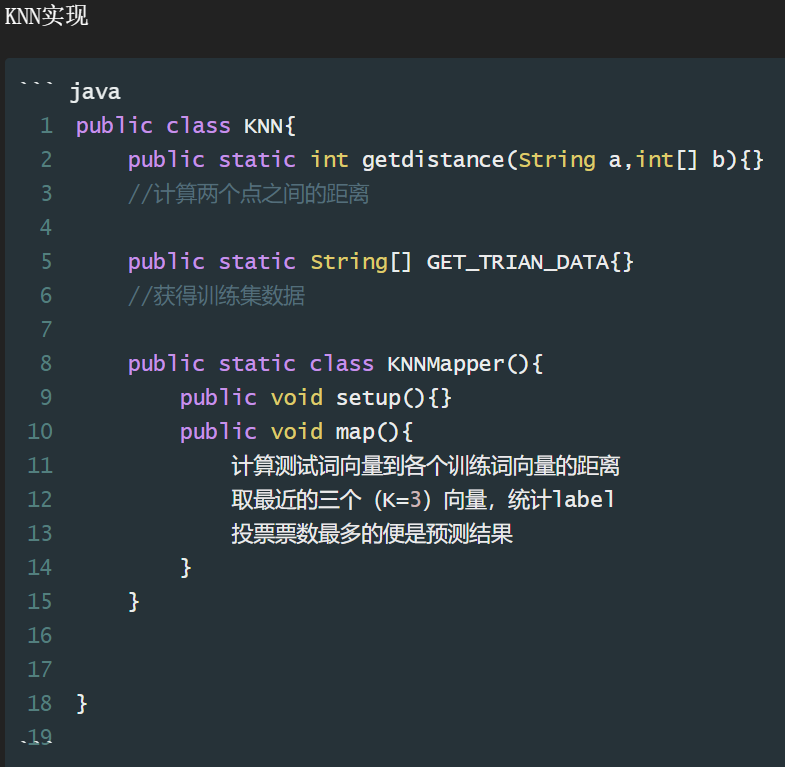 KNN实现
``` java
1 public class KNN{
2 public static int getdistance(String a,int[] b){}
3 //计算两个点之间的距离
4
5 public static String[] GET_TRIAN_DATA{}
6 //获得训练集数据
7
8 public static class KNNMapper(){
9 public void setup(){}
10 public void map(){
11 计算测试词向量到各个训练词向量的距离
12 取最近的三个（K=3）向量，统计label
13 投票票数最多的便是预测结果
14 }
15 }
16
17
18 }
19
```